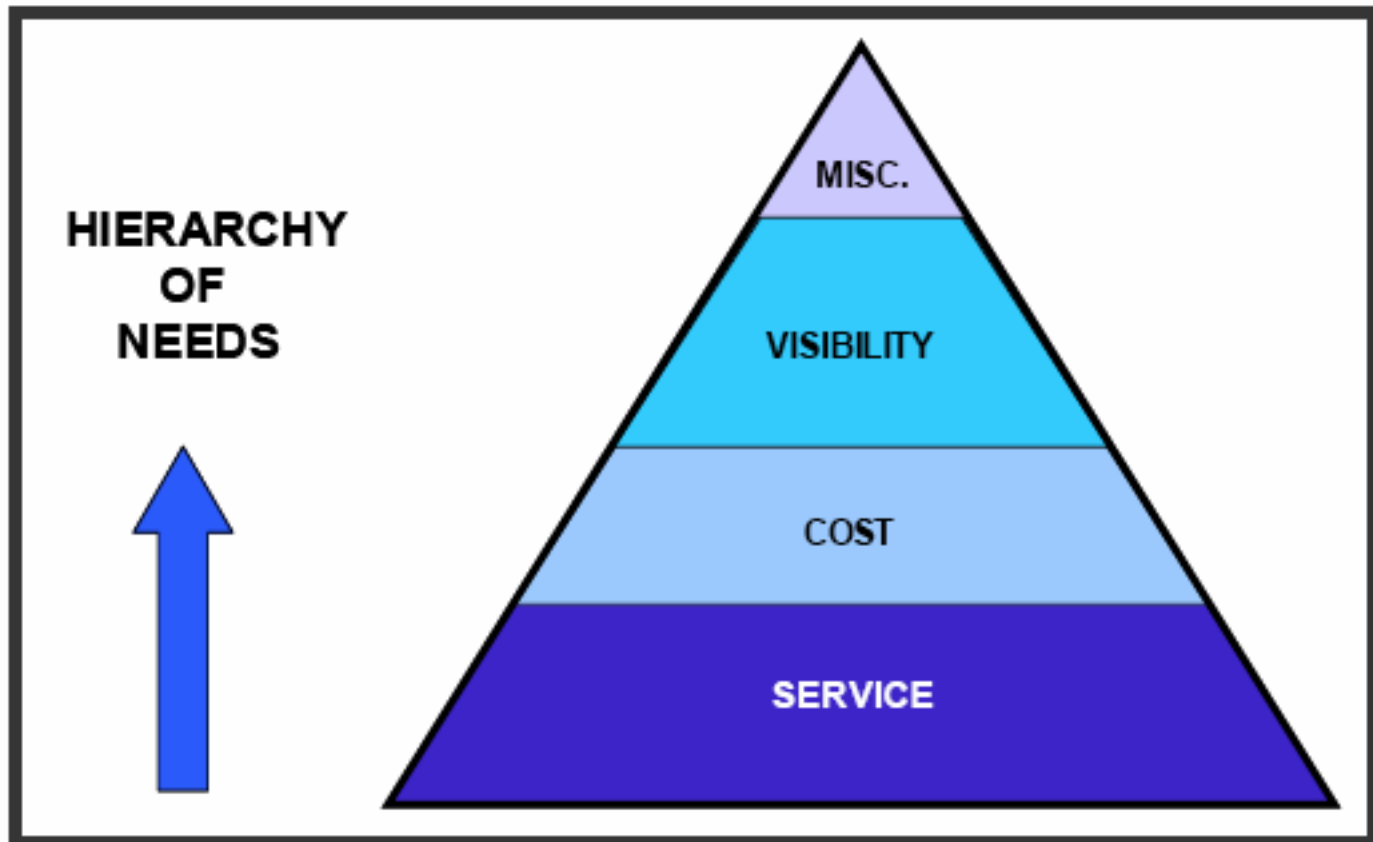 HIERARCHY
OF
NEEDS
MISC.
VISIBILITY
COST
SERVICE